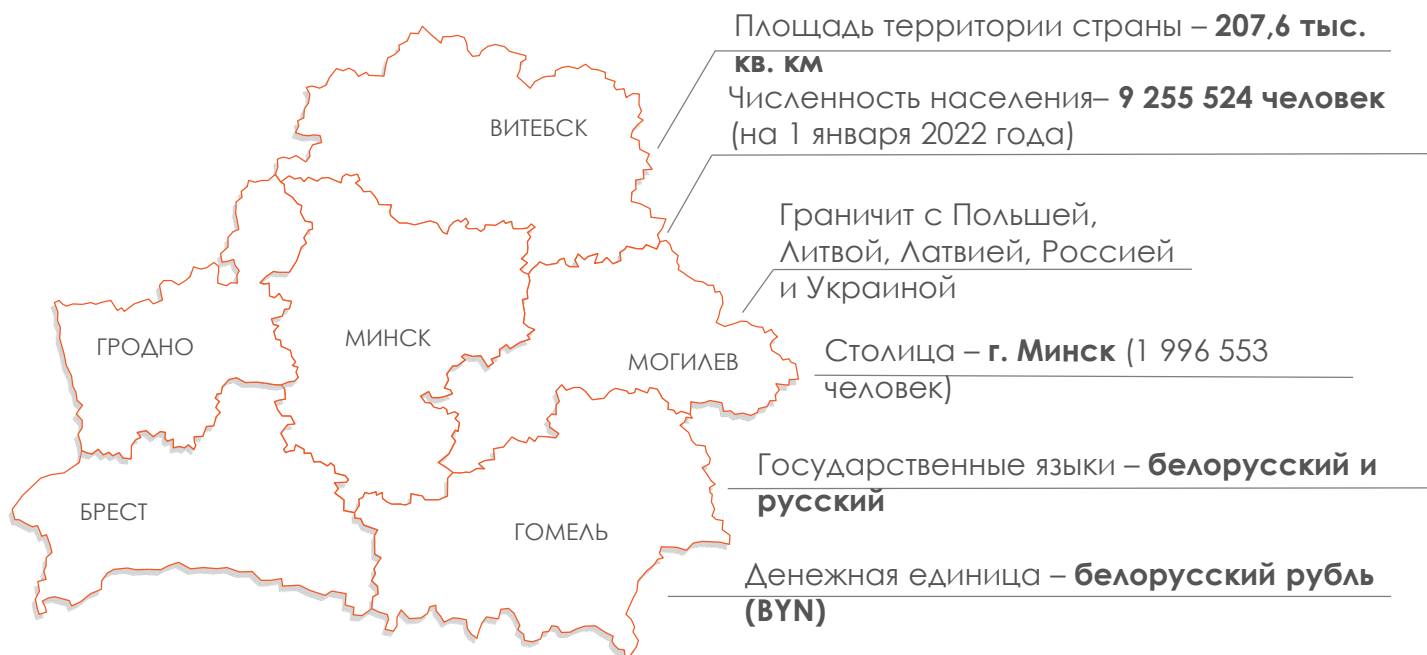 Площадь территории страны – 207,6 тыс.
кв. км
Численность населения– 9 255 524 человек
(на 1 января 2022 года)
ВИТЕБСК
Граничит с Польшей,
Литвой, Латвией, Россией
и Украиной
ГРОДНО
МИНСК
МОГИЛЕВ
Столица – г. Минск (1 996 553
человек)
Государственные языки – белорусский и
русский
БРЕСТ
ГОМЕЛЬ
Денежная единица – белорусский рубль
(BYN)